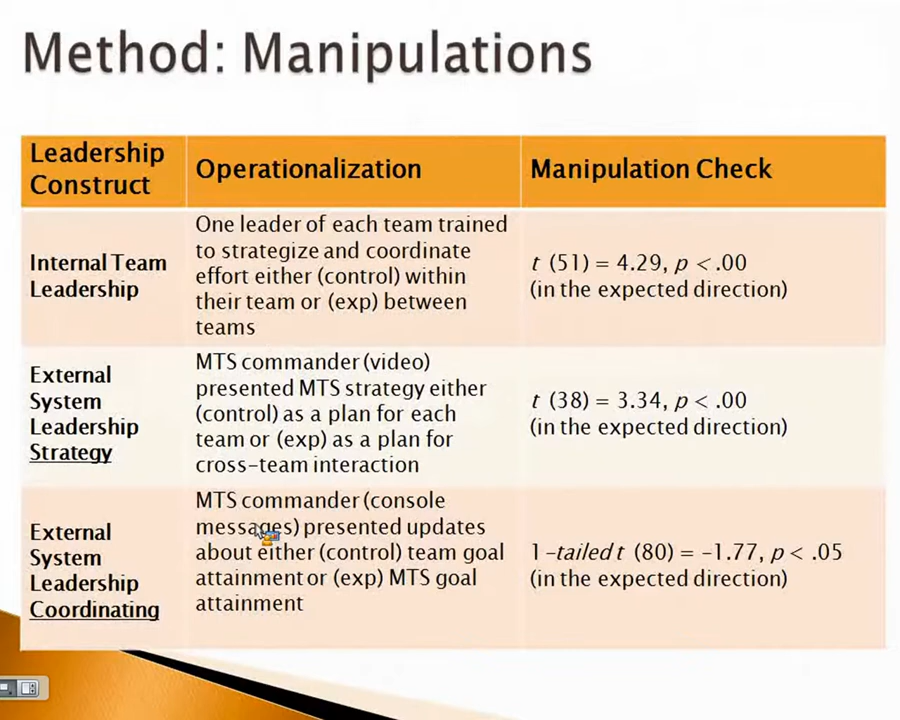 Method: Manipulations
Leadership
Construct
Operationalization
Manipulation Check
Internal Team
Leadership
One leader of each team trained
to strategize and coordinate
effort either (control) within
their team or (exp) between
teams
t (51) = 4.29, p < .00
(in the expected direction)
External
System
Leadership
Strategy
MTS commander (video)
presented MTS strategy either
(control) as a plan for each
team or (exp) as a plan for
cross-team interaction
t (38) = 3.34, p < .00
(in the expected direction)
External
System
Leadership
Coordinating
MTS commander (console
messages) presented updates
about either (control) team goal
attainment or (exp) MTS goal
attainment
1-tailed t (80) = -1.77, p < .05
(in the expected direction)